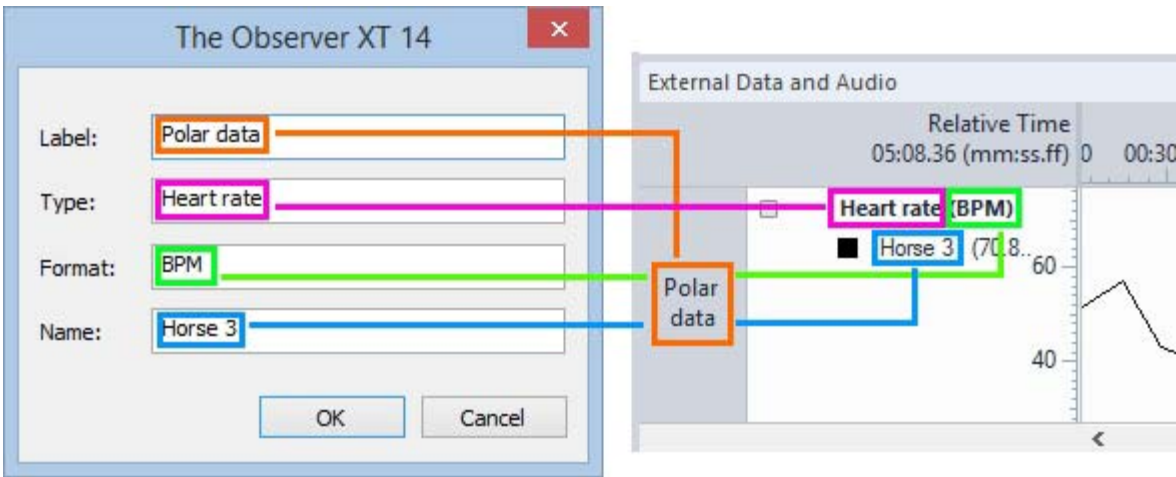 The Observer XT 14
Label: Polar data
Type: Heart rate
Format: BPM
Name: Horse 3
OK Cancel
External Data and Audio
Relative Time
05:08.36 (mm:ss.ff) 0 00:30
Heart rate (BPM)
Horse 3 (70.8..
60
Polar
data
40